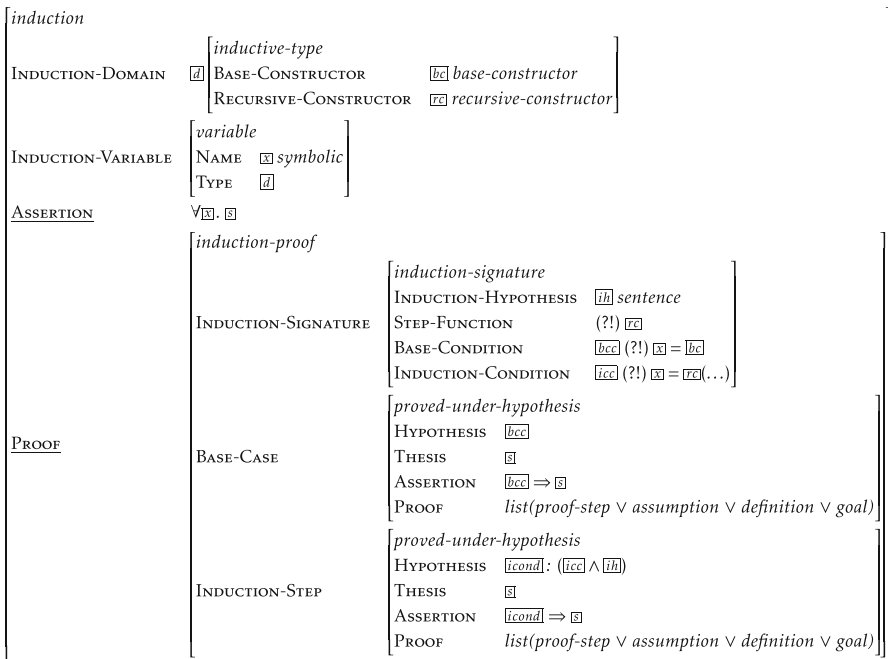 induction
inductive-type
INDUCTION-DOMAIN d BASE-CONSTRUCTOR bc base-constructor
RECURSIVE-CONSTRUCTOR rc recursive-constructor
variable
INDUCTION-VARIABLE NAME x symbolic
TYPE d
ASSERTION ∀x. s
induction-proof
induction-signature
INDUCTION-HYPOTHESIS ih sentence
INDUCTION-SIGNATURE STEP-FUNCTION (?!) rc
BASE-CONDITION bcc (?!) x = bc
INDUCTION-CONDITION icc (?!) x = rc(…)
proved-under-hypothesis
HYPOTHESIS bcc
PROOF
BASE-CASE THESIS s
ASSERTION bcc ⇒ s
PROOF list(proof-step ∨ assumption ∨ definition ∨ goal)
proved-under-hypothesis
HYPOTHESIS icond : (icc ∧ ih)
INDUCTION-STEP THESIS s
ASSERTION icond ⇒ s
PROOF list(proof-step ∨ assumption ∨ definition ∨ goal)